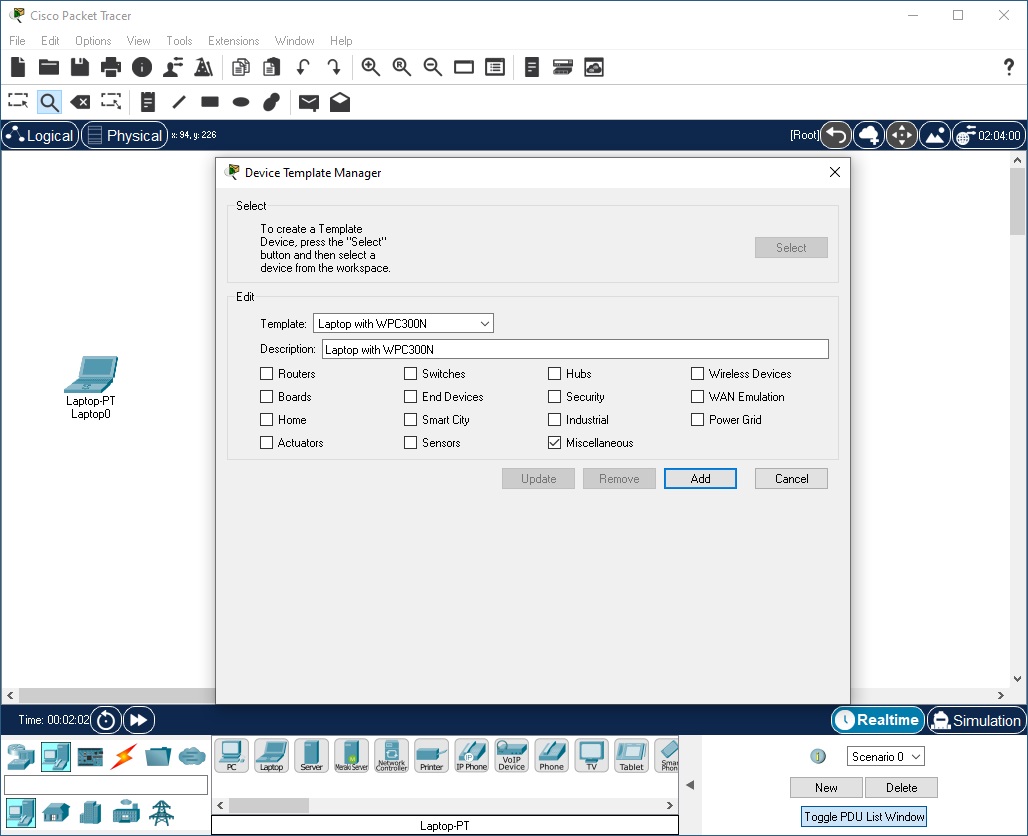 Cisco Packet Tracer
File Edit Options View Tools Extensions Window Help
Logical Physical x: 94, y: 226 [Root] 02:04:00
Device Template Manager
Select
To create a Template
Device, press the "Select"
button and then select a
device from the workspace.
Select
Edit
Template: Laptop with WPC300N
Description: Laptop with WPC300N
Routers Switches Hubs Wireless Devices
Boards End Devices Security WAN Emulation
Home Smart City Industrial Power Grid
Actuators Sensors Miscellaneous
Update Remove Add Cancel
Laptop-PT
Laptop0
Time: 00:02:02 Realtime Simulation
PC Laptop Server Meraki Server Network Controller Printer IP Phone VoIP Device Phone TV Tablet Smar Phon
Scenario 0
New Delete
Toggle PDU List Window
Laptop-PT